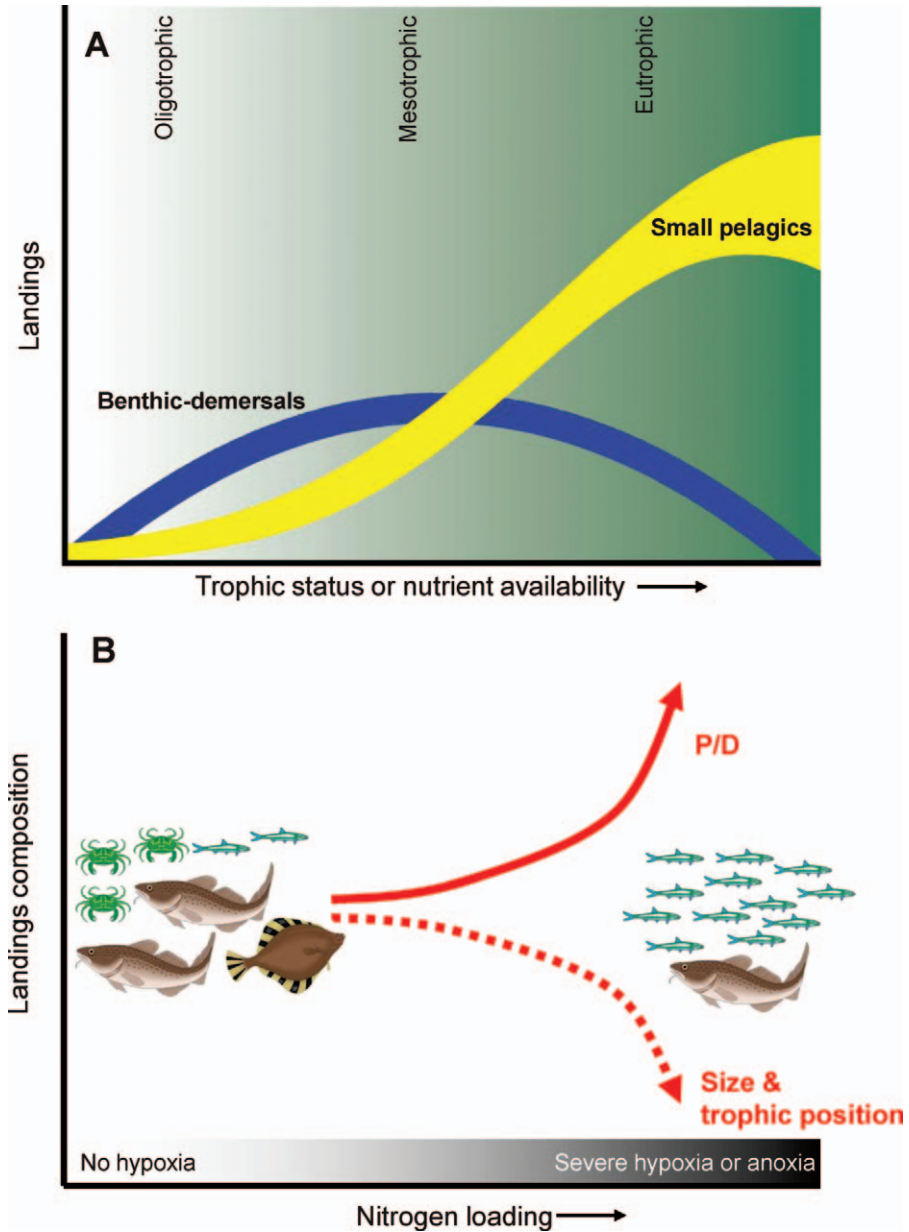 A
Oligotrophic
Mesotrophic
Eutrophic
Landings
Small pelagics
Benthic-demersals
Trophic status or nutrient availability
B
Landings composition
P/D
Size &
trophic position
No hypoxia
Severe hypoxia or anoxia
Nitrogen loading